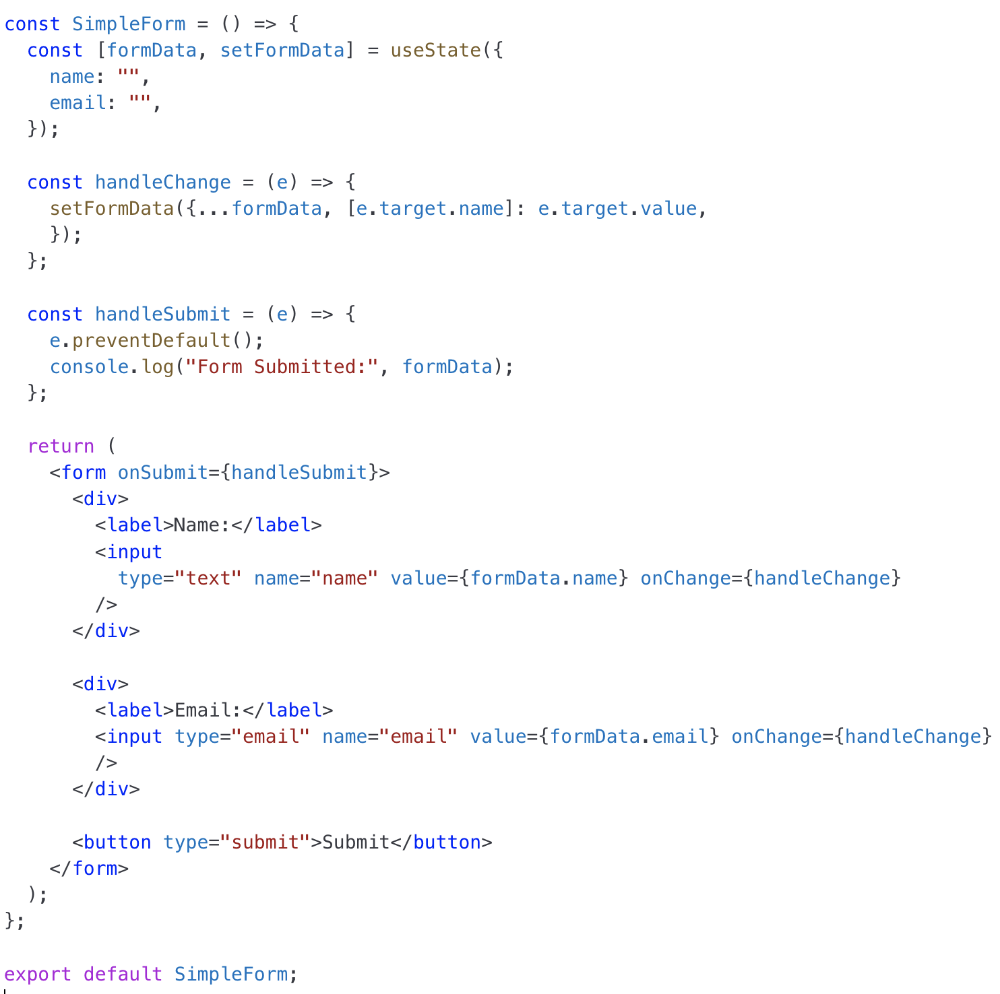 const SimpleForm = () => {
  const [formData, setFormData] = useState({
    name: "",
    email: "",
  });

  const handleChange = (e) => {
    setFormData({...formData, [e.target.name]: e.target.value,
    });
  };

  const handleSubmit = (e) => {
    e.preventDefault();
    console.log("Form Submitted:", formData);
  };

  return (
    <form onSubmit={handleSubmit}>
      <div>
        <label>Name:</label>
        <input
          type="text" name="name" value={formData.name} onChange={handleChange}
        />
      </div>

      <div>
        <label>Email:</label>
        <input type="email" name="email" value={formData.email} onChange={handleChange}
        />
      </div>

      <button type="submit">Submit</button>
    </form>
  );
};

export default SimpleForm;